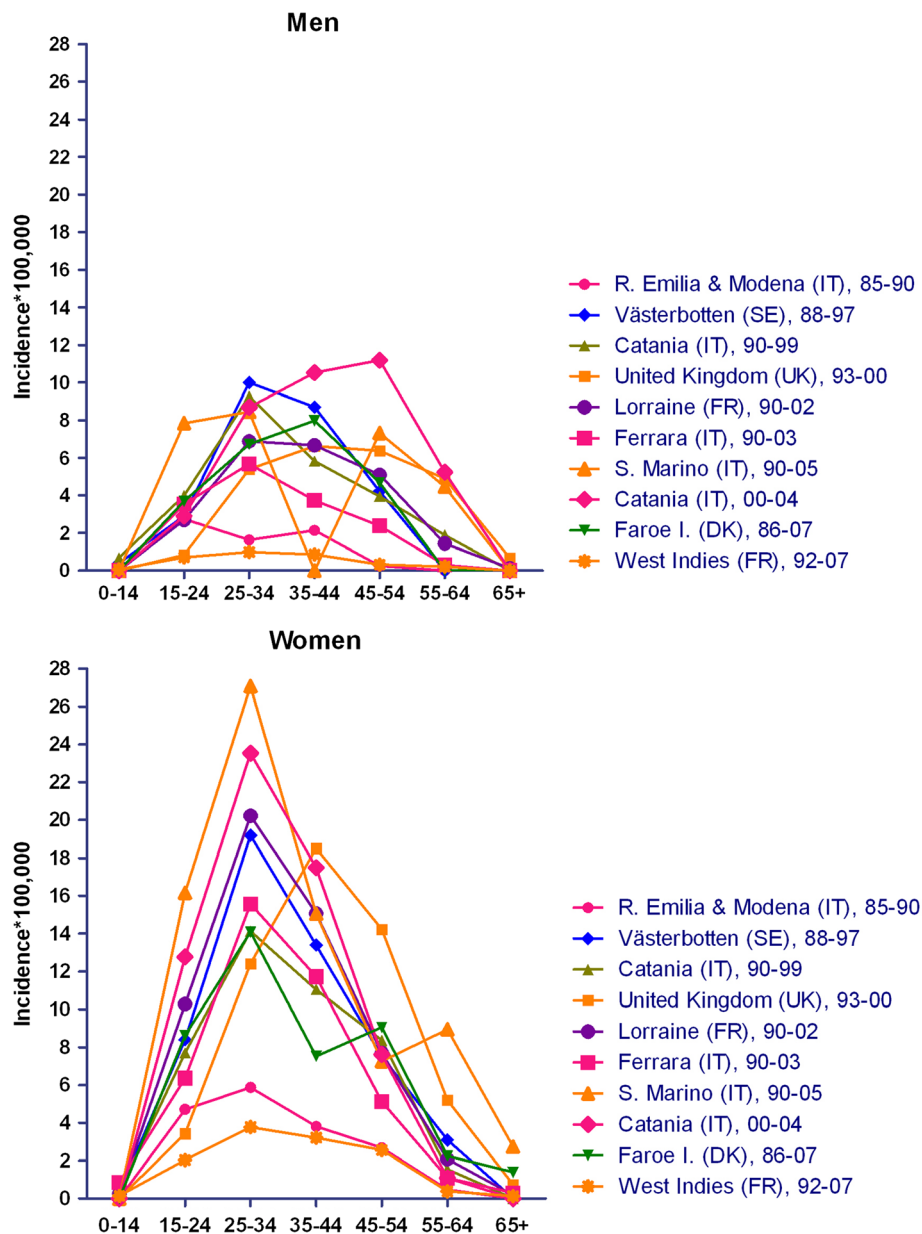 Men
Incidence*100,000
28
26
24
22
20
18
16
14
12
10
8
6
4
2
0
0-14 15-24 25-34 35-44 45-54 55-64 65+
R. Emilia & Modena (IT), 85-90
Västerbotten (SE), 88-97
Catania (IT), 90-99
United Kingdom (UK), 93-00
Lorraine (FR), 90-02
Ferrara (IT), 90-03
S. Marino (IT), 90-05
Catania (IT), 00-04
Faroe I. (DK), 86-07
West Indies (FR), 92-07
Women
Incidence*100,000
28
26
24
22
20
18
16
14
12
10
8
6
4
2
0
0-14 15-24 25-34 35-44 45-54 55-64 65+
R. Emilia & Modena (IT), 85-90
Västerbotten (SE), 88-97
Catania (IT), 90-99
United Kingdom (UK), 93-00
Lorraine (FR), 90-02
Ferrara (IT), 90-03
S. Marino (IT), 90-05
Catania (IT), 00-04
Faroe I. (DK), 86-07
West Indies (FR), 92-07